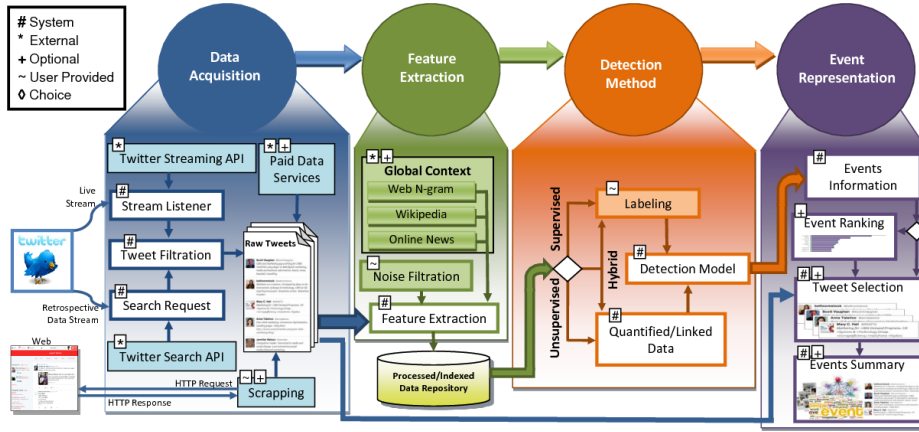 # System
* External
+ Optional
~ User Provided
◊ Choice
Data
Acquisition
Feature
Extraction
Detection
Method
Event
Representation
*
Twitter Streaming API
* +
Paid Data
Services
Live
Stream
#
Stream Listener
twitter
#
Tweet Filtration
Raw Tweets
#
Search Request
Retrospective
Data Stream
*
Twitter Search API
Web
HTTP Request
HTTP Response
~ +
Scrapping
* +
Global Context
Web N-gram
Wikipedia
Online News
~
Noise Filtration
#
Feature Extraction
Processed/Indexed
Data Repository
Supervised
Unsupervised
Hybrid
~
Labeling
#
Detection Model
#
Quantified/Linked
Data
#
Events
Information
+
Event Ranking
# +
Tweet Selection
# +
Events Summary
event